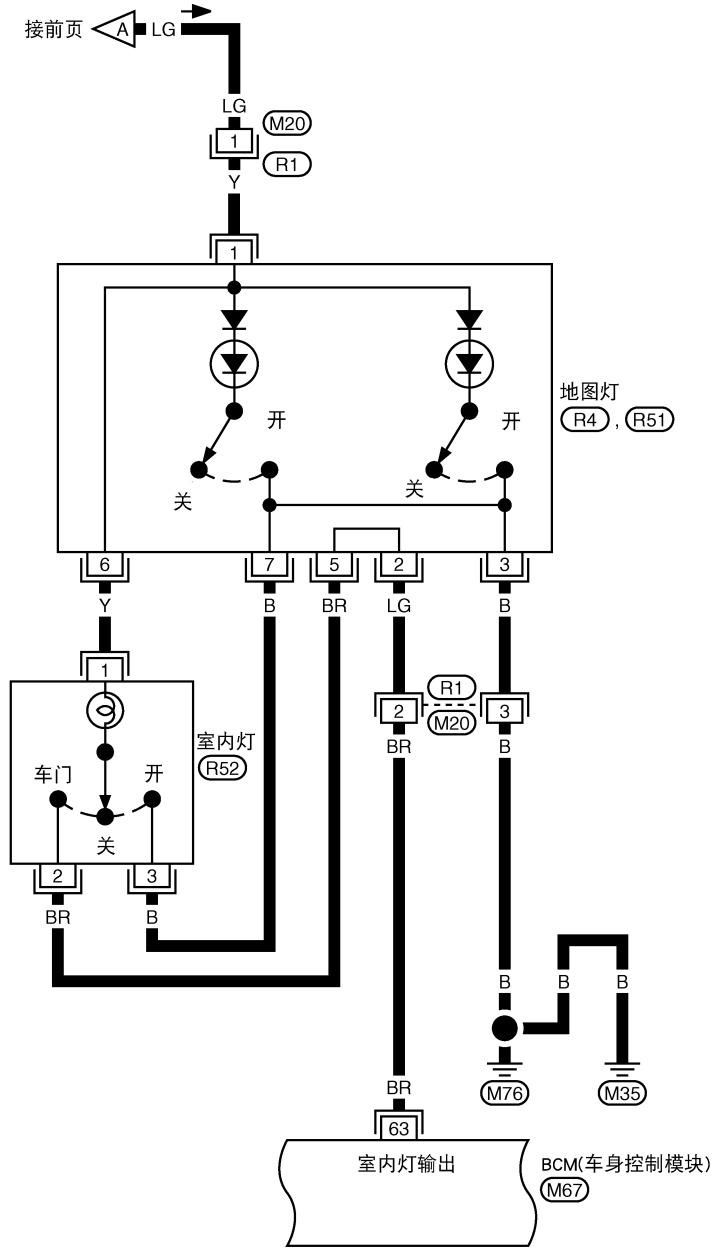 接前页 A LG
LG
M20
1
R1
Y
1
地图灯
R4 , R51
开 开
关 关
6 7 5 2 3
Y B BR LG B
1
R1
2 3
M20
室内灯
R52
BR B
车门 开
关
2 3
BR B
B B B
M76 M35
BR
63
室内灯输出
BCM(车身控制模块)
M67